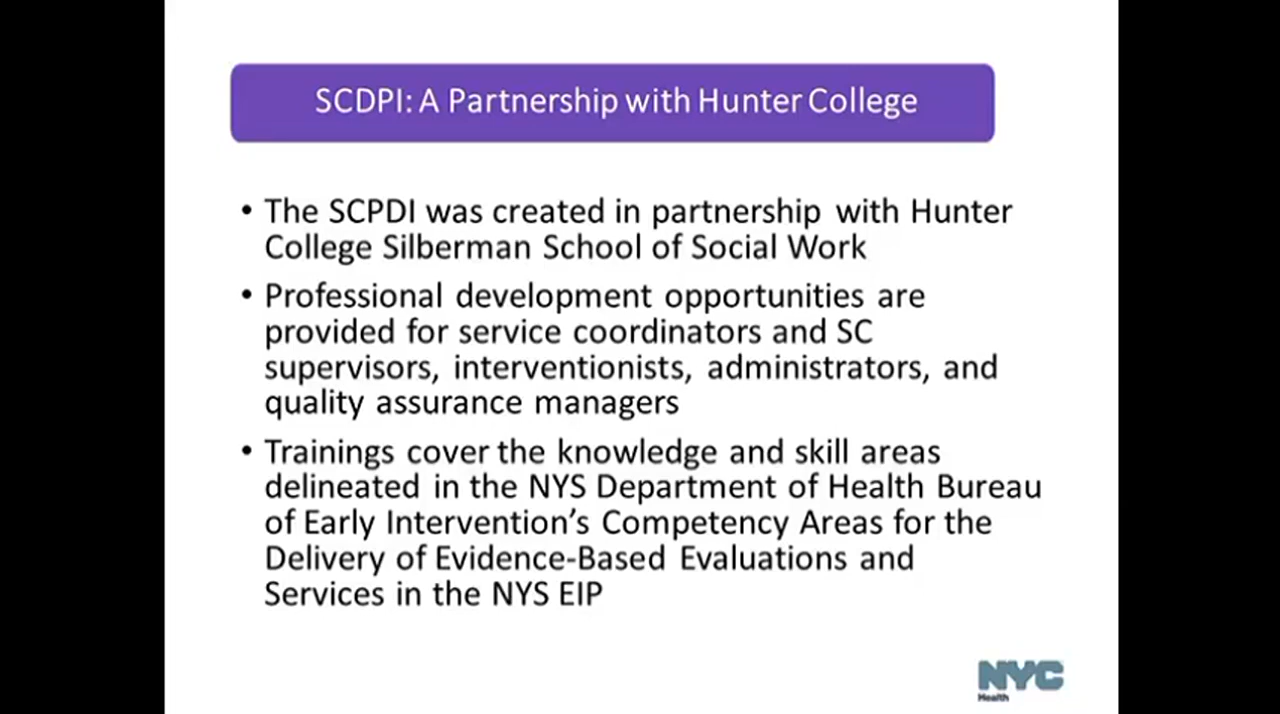 SCDPI: A Partnership with Hunter College
• The SCPDI was created in partnership with Hunter
College Silberman School of Social Work
• Professional development opportunities are
provided for service coordinators and SC
supervisors, interventionists, administrators, and
quality assurance managers
• Trainings cover the knowledge and skill areas
delineated in the NYS Department of Health Bureau
of Early Intervention’s Competency Areas for the
Delivery of Evidence-Based Evaluations and
Services in the NYS EIP
NYC
Health